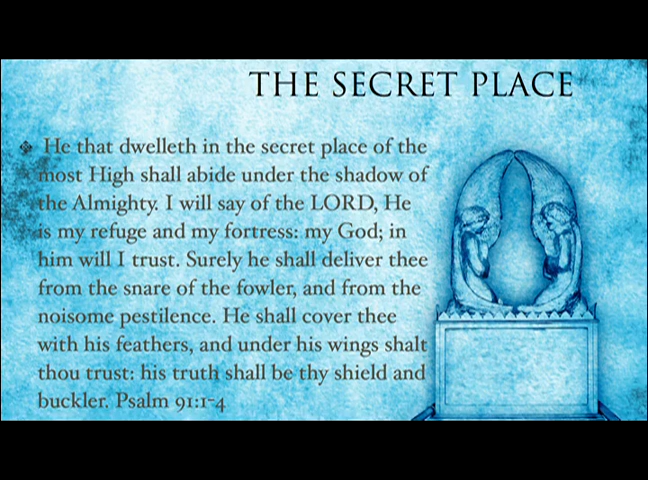 THE SECRET PLACE
He that dwelleth in the secret place of the
most High shall abide under the shadow of
the Almighty. I will say of the LORD, He
is my refuge and my fortress: my God; in
him will I trust. Surely he shall deliver thee
from the snare of the fowler, and from the
noisome pestilence. He shall cover thee
with his feathers, and under his wings shalt
thou trust: his truth shall be thy shield and
buckler. Psalm 91:1-4